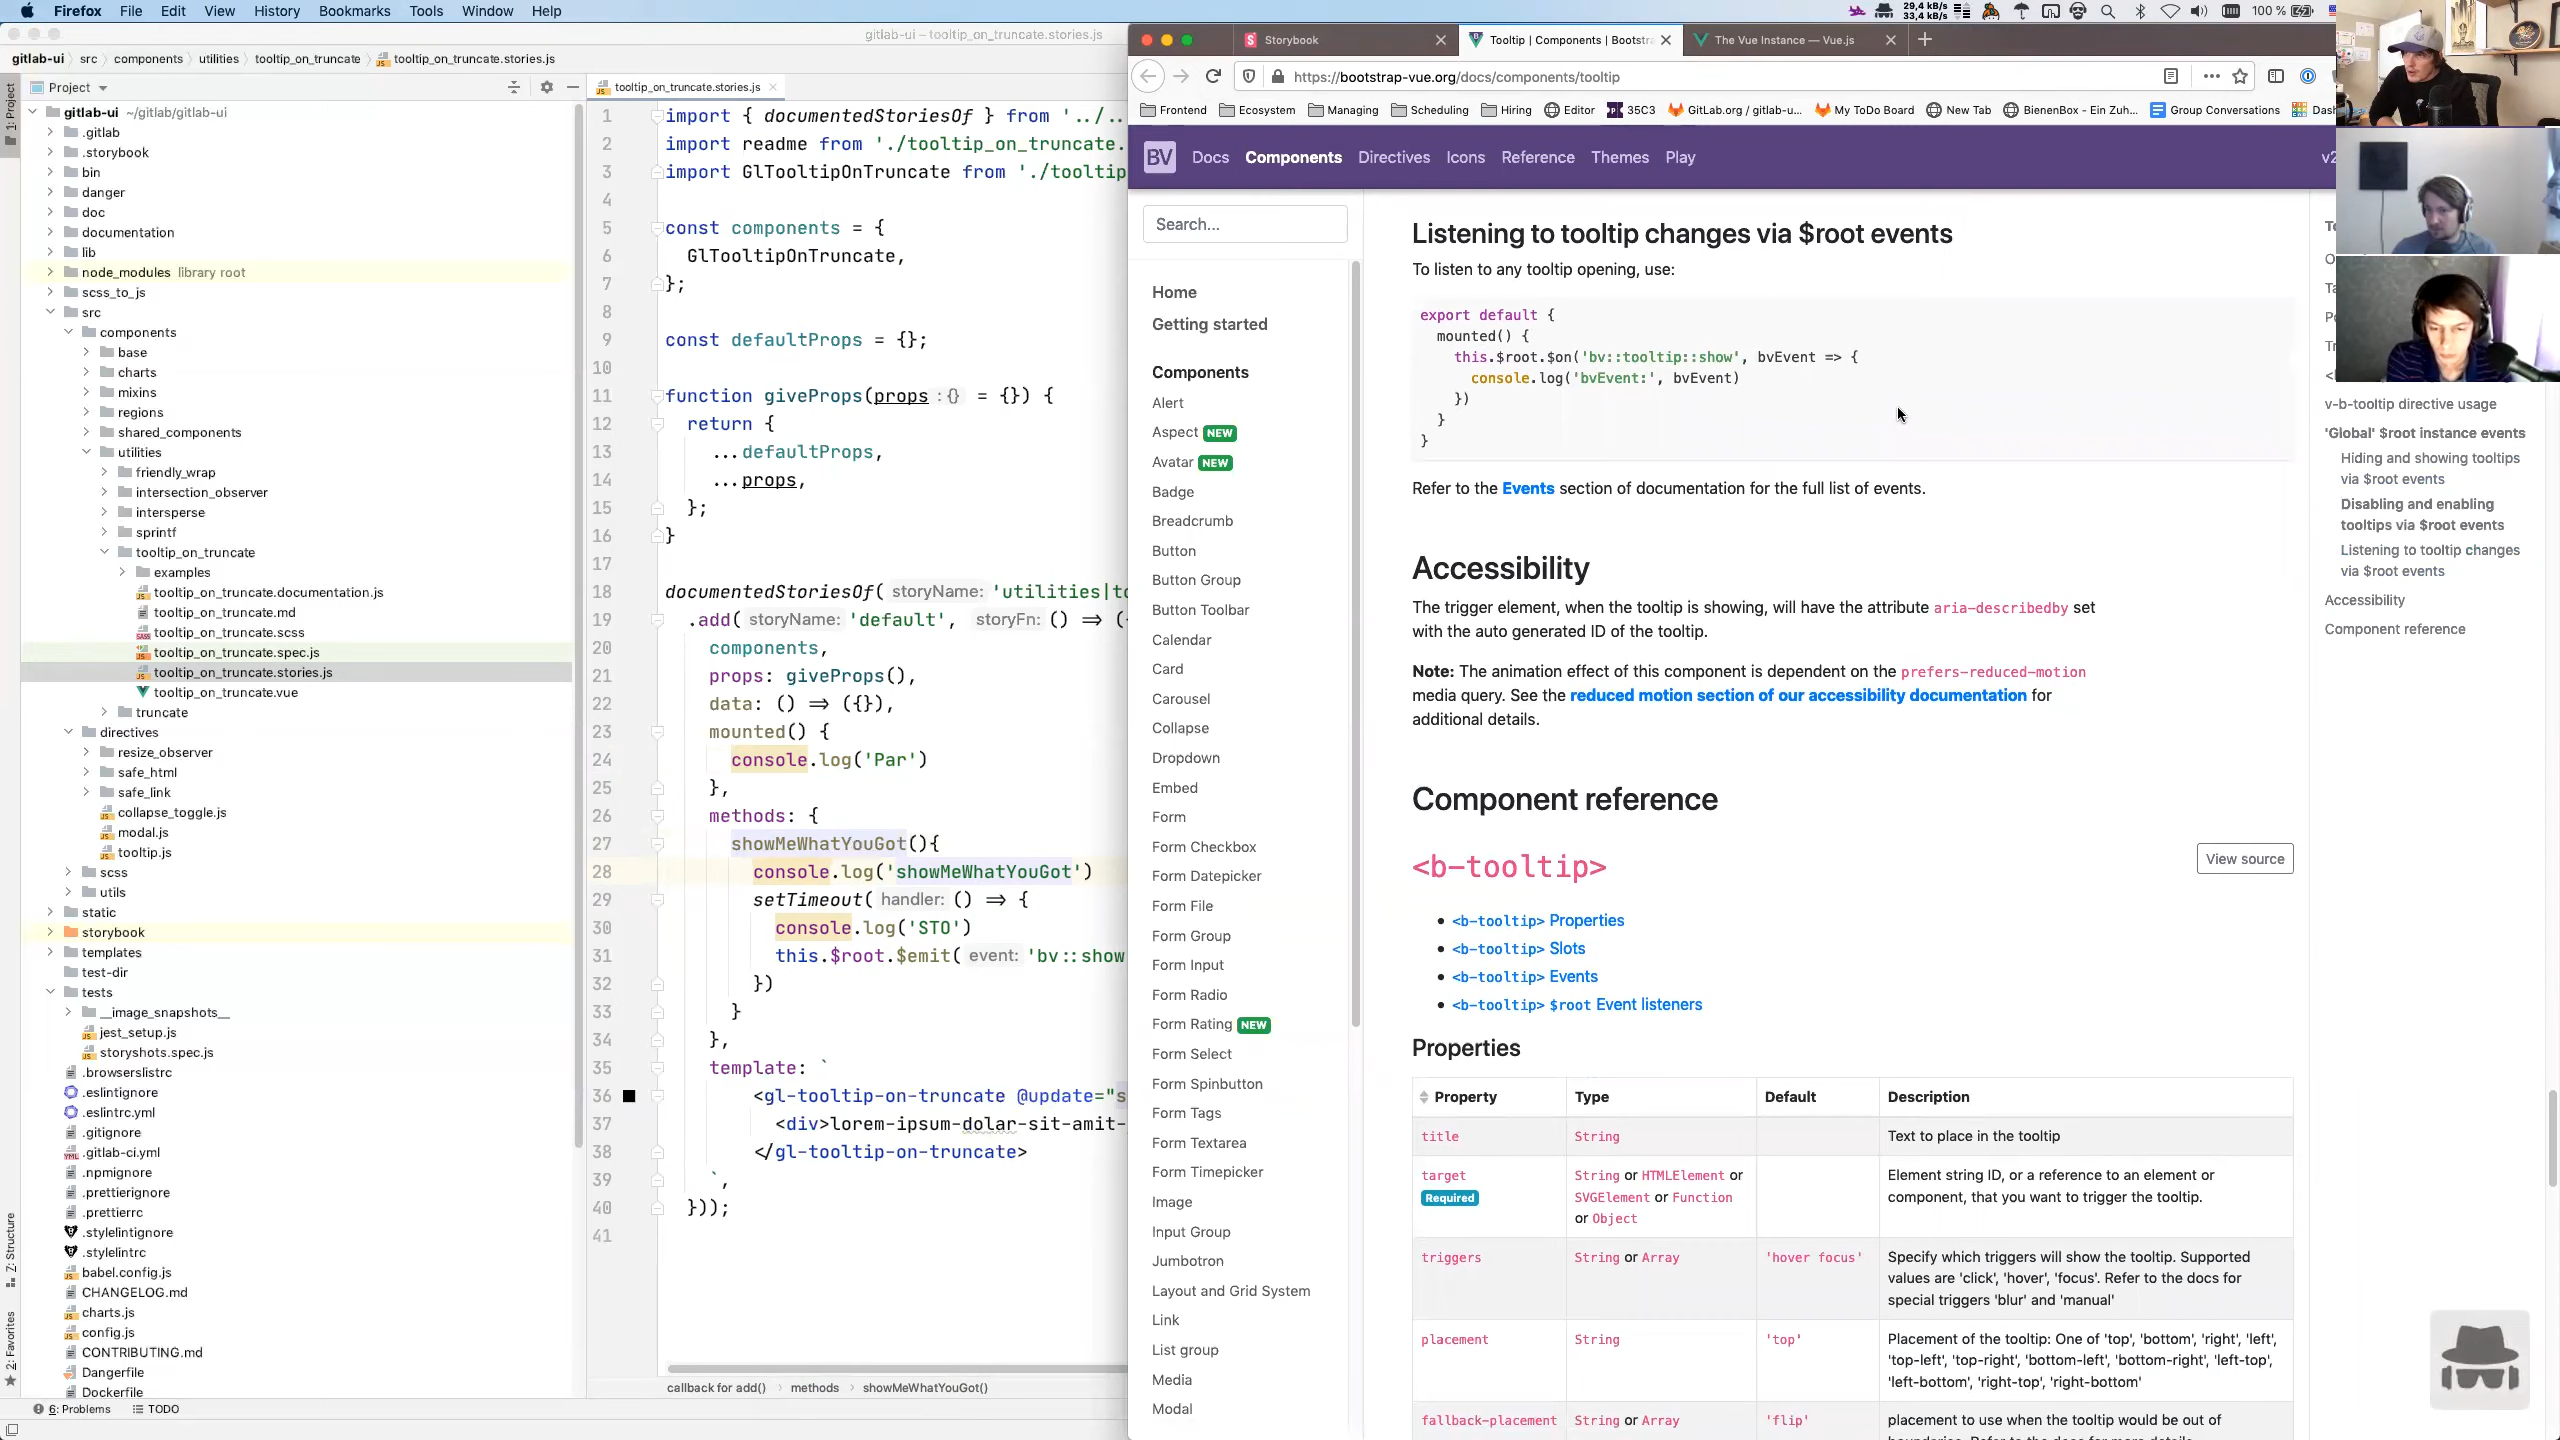 Firefox File Edit View History Bookmarks Tools Window Help
29,4 kB/s
33,4 kB/s
100 %
gitlab-ui – tooltip_on_truncate.stories.js
gitlab-ui src components utilities tooltip_on_truncate tooltip_on_truncate.stories.js
1: Project
Z: Structure
2: Favorites
Project
gitlab-ui ~/gitlab/gitlab-ui
.gitlab
.storybook
bin
danger
doc
documentation
lib
node_modules library root
scss_to_js
src
components
base
charts
mixins
regions
shared_components
utilities
friendly_wrap
intersection_observer
intersperse
sprintf
tooltip_on_truncate
examples
tooltip_on_truncate.documentation.js
tooltip_on_truncate.md
tooltip_on_truncate.scss
tooltip_on_truncate.spec.js
tooltip_on_truncate.stories.js
tooltip_on_truncate.vue
truncate
directives
resize_observer
safe_html
safe_link
collapse_toggle.js
modal.js
tooltip.js
scss
utils
static
storybook
templates
test-dir
tests
__image_snapshots__
jest_setup.js
storyshots.spec.js
.browserslistrc
.eslintignore
.eslintrc.yml
.gitignore
.gitlab-ci.yml
.npmignore
.prettierignore
.prettierrc
.stylelintignore
.stylelintrc
babel.config.js
CHANGELOG.md
charts.js
config.js
CONTRIBUTING.md
Dangerfile
Dockerfile
6: Problems TODO
tooltip_on_truncate.stories.js
1 import { documentedStoriesOf } from '../..
2 import readme from './tooltip_on_truncate.
3 import GlTooltipOnTruncate from './tooltip
4
5 const components = {
6 GlTooltipOnTruncate,
7 };
8
9 const defaultProps = {};
10
11 function giveProps(props : {} = {}) {
12 return {
13 ...defaultProps,
14 ...props,
15 };
16 }
17
18 documentedStoriesOf( storyName: 'utilities|to
19 .add( storyName: 'default', storyFn: () => ({
20 components,
21 props: giveProps(),
22 data: () => ({}),
23 mounted() {
24 console.log('Par')
25 },
26 methods: {
27 showMeWhatYouGot(){
28 console.log('showMeWhatYouGot')
29 setTimeout( handler: () => {
30 console.log('STO')
31 this.$root.$emit( event: 'bv::show
32 })
33 }
34 },
35 template: `
36 <gl-tooltip-on-truncate @update="s
37 <div>lorem-ipsum-dolar-sit-amit-
38 </gl-tooltip-on-truncate>
39 `,
40 }));
41
callback for add() methods showMeWhatYouGot()
Storybook
Tooltip | Components | Bootstra
The Vue Instance — Vue.js
https://bootstrap-vue.org/docs/components/tooltip
Frontend Ecosystem Managing Scheduling Hiring Editor 35C3 GitLab.org / gitlab-u... My ToDo Board New Tab BienenBox - Ein Zuh... Group Conversations Dash
BV Docs Components Directives Icons Reference Themes Play v2
Search...
Home
Getting started
Components
Alert
Aspect NEW
Avatar NEW
Badge
Breadcrumb
Button
Button Group
Button Toolbar
Calendar
Card
Carousel
Collapse
Dropdown
Embed
Form
Form Checkbox
Form Datepicker
Form File
Form Group
Form Input
Form Radio
Form Rating NEW
Form Select
Form Spinbutton
Form Tags
Form Textarea
Form Timepicker
Image
Input Group
Jumbotron
Layout and Grid System
Link
List group
Media
Modal
Listening to tooltip changes via $root events
To listen to any tooltip opening, use:
export default {
mounted() {
this.$root.$on('bv::tooltip::show', bvEvent => {
console.log('bvEvent:', bvEvent)
})
}
}
Refer to the Events section of documentation for the full list of events.
Accessibility
The trigger element, when the tooltip is showing, will have the attribute aria-describedby set
with the auto generated ID of the tooltip.
Note: The animation effect of this component is dependent on the prefers-reduced-motion
media query. See the reduced motion section of our accessibility documentation for
additional details.
Component reference
<b-tooltip>
View source
<b-tooltip> Properties
<b-tooltip> Slots
<b-tooltip> Events
<b-tooltip> $root Event listeners
Properties
Property Type Default Description
title String Text to place in the tooltip
target Required String or HTMLElement or SVGElement or Function or Object Element string ID, or a reference to an element or component, that you want to trigger the tooltip.
triggers String or Array 'hover focus' Specify which triggers will show the tooltip. Supported values are 'click', 'hover', 'focus'. Refer to the docs for special triggers 'blur' and 'manual'
placement String 'top' Placement of the tooltip: One of 'top', 'bottom', 'right', 'left', 'top-left', 'top-right', 'bottom-left', 'bottom-right', 'left-top', 'left-bottom', 'right-top', 'right-bottom'
fallback-placement String or Array 'flip' placement to use when the tooltip would be out of
v-b-tooltip directive usage
'Global' $root instance events
Hiding and showing tooltips
via $root events
Disabling and enabling
tooltips via $root events
Listening to tooltip changes
via $root events
Accessibility
Component reference